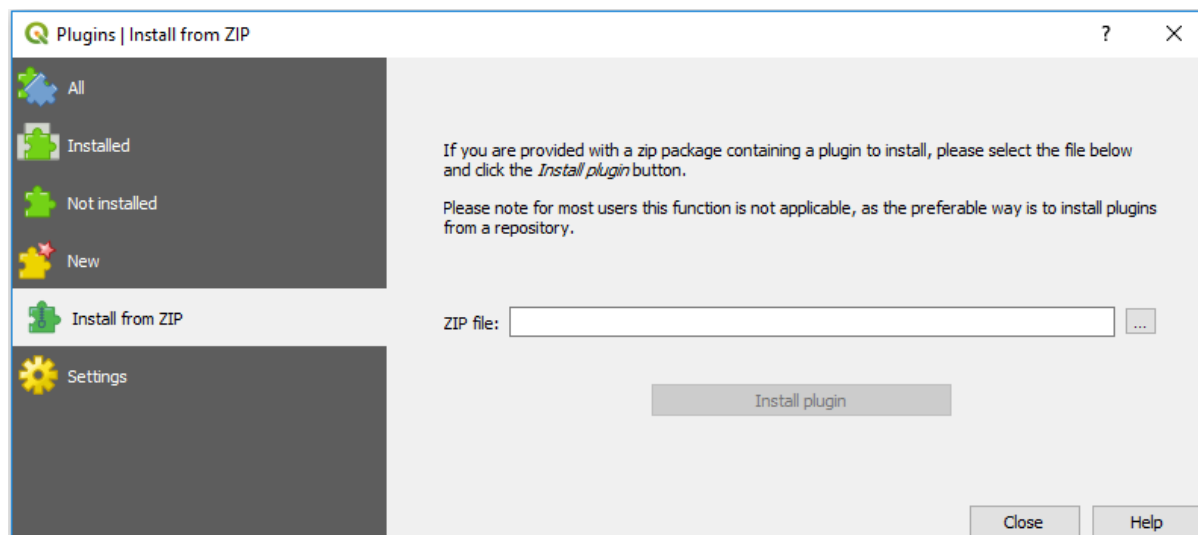 Plugins | Install from ZIP
?
All
Installed
Not installed
New
Install from ZIP
Settings
If you are provided with a zip package containing a plugin to install, please select the file below
and click the Install plugin button.
Please note for most users this function is not applicable, as the preferable way is to install plugins
from a repository.
ZIP file:
...
Install plugin
Close
Help